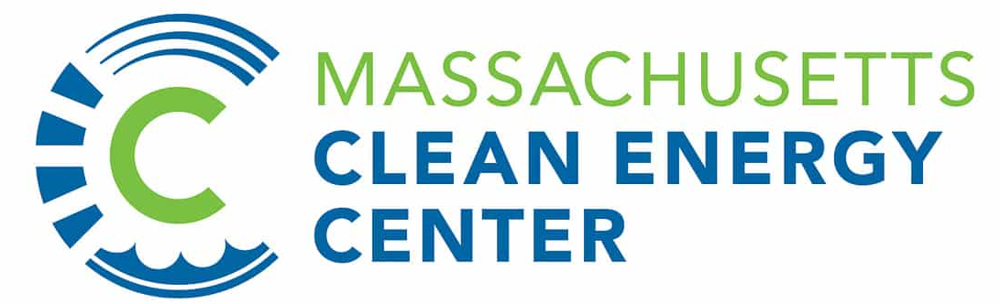 C
MASSACHUSETTS
CLEAN ENERGY
CENTER